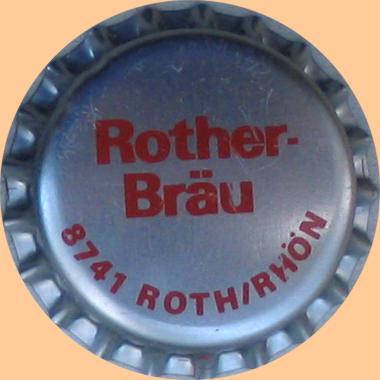 Rother-
Bräu
8741 ROTH/RHÖN